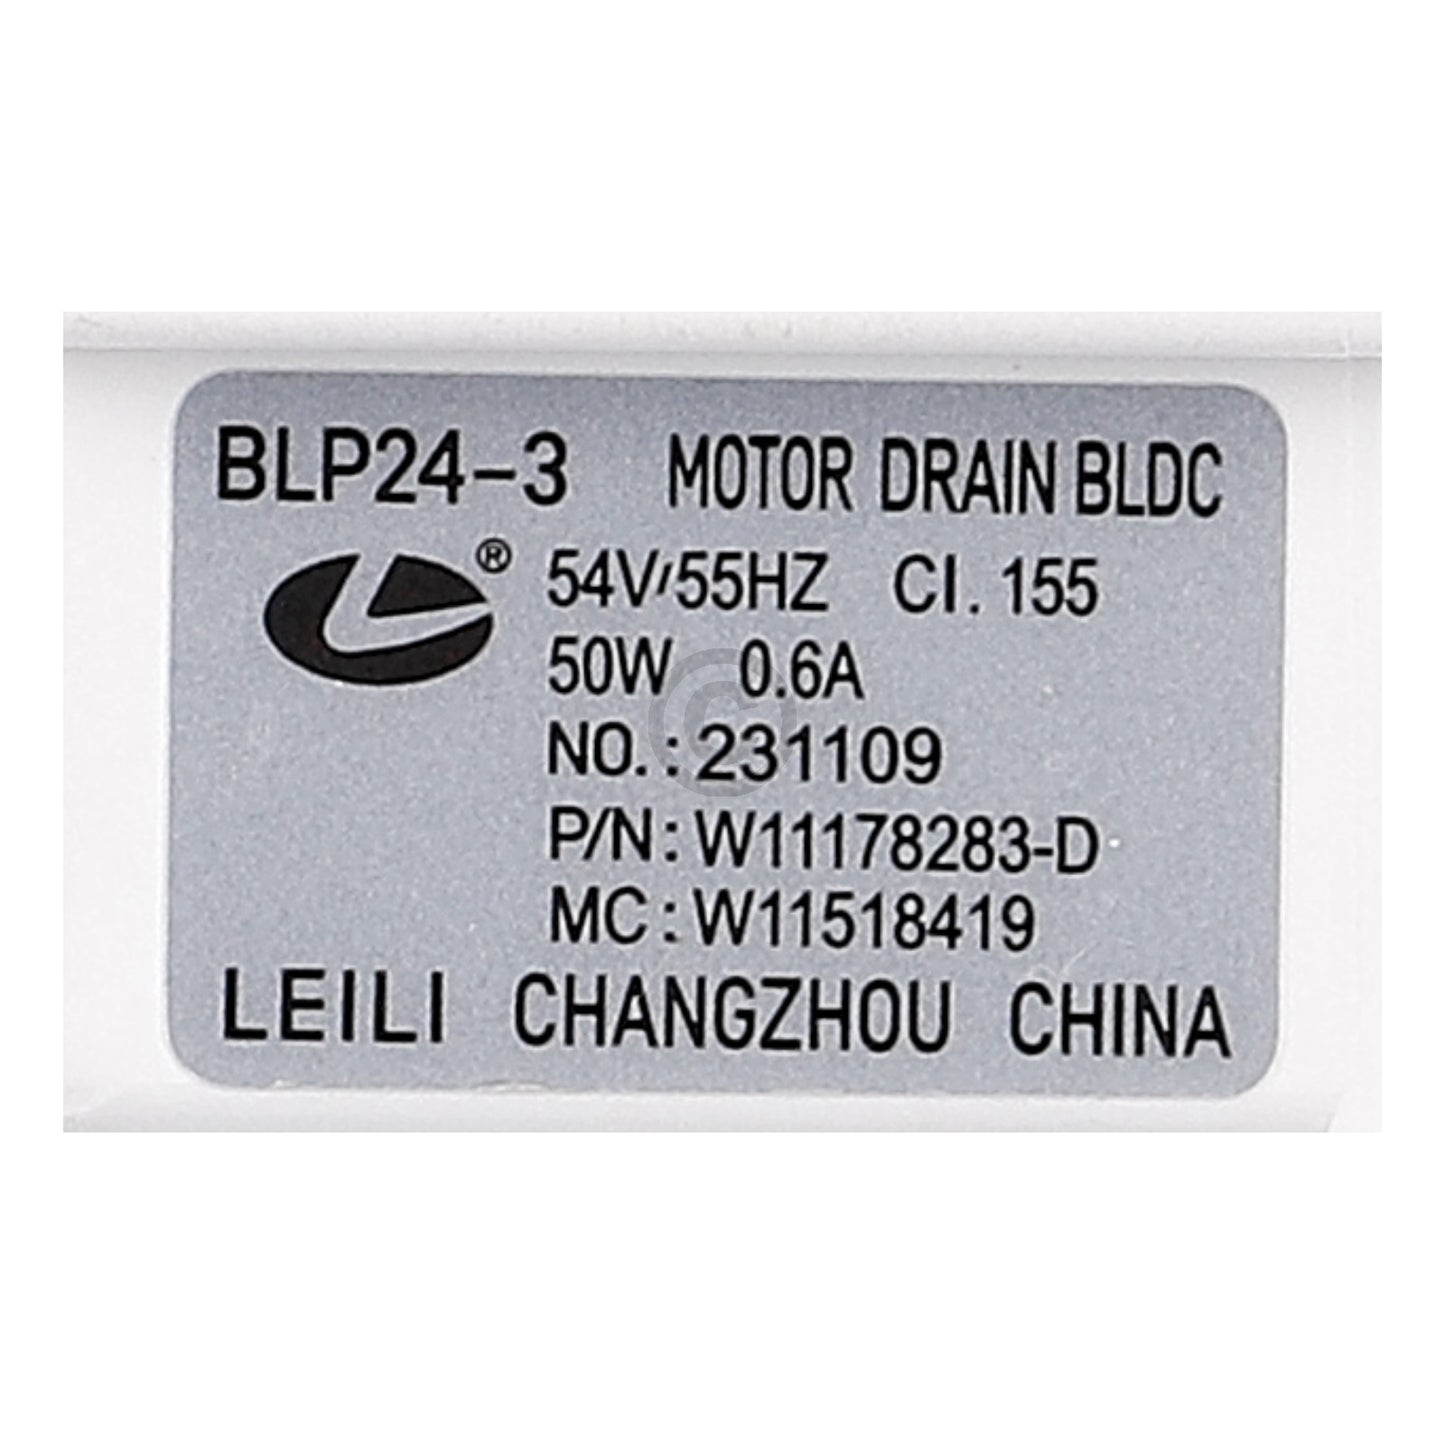 BLP24-3 MOTOR DRAIN BLDC
® 54V/55HZ CI. 155
50W 0.6A
NO.: 231109
P/N: W11178283-D
MC: W11518419
LEILI CHANGZHOU CHINA